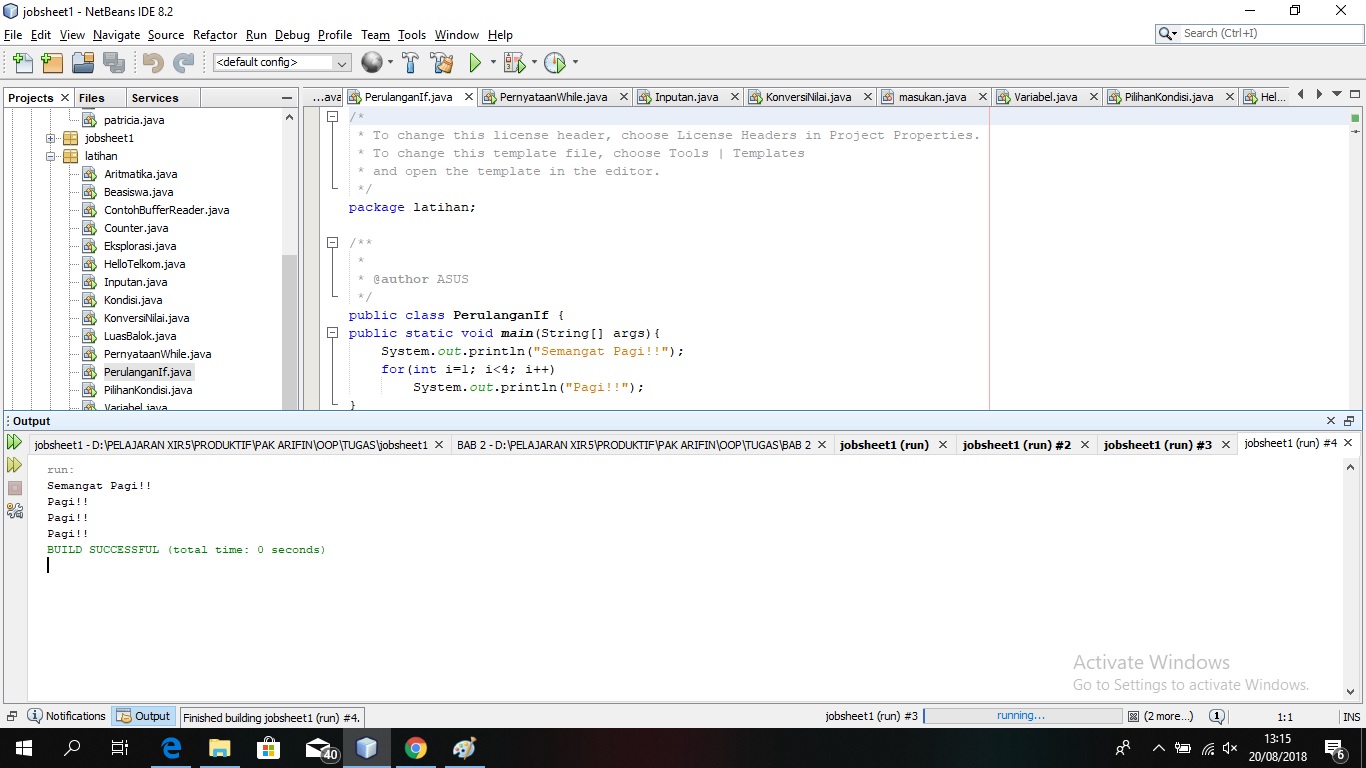 jobsheet1 - NetBeans IDE 8.2
File Edit View Navigate Source Refactor Run Debug Profile Team Tools Window Help
Search (Ctrl+I)
<default config>
Projects Files Services
...ava PerulanganIf.java PernyataanWhile.java Inputan.java KonversiNilai.java masukan.java Variabel.java PilihanKondisi.java Hel...
patricia.java
jobsheet1
latihan
Aritmatika.java
Beasiswa.java
ContohBufferReader.java
Counter.java
Eksplorasi.java
HelloTelkom.java
Inputan.java
Kondisi.java
KonversiNilai.java
LuasBalok.java
PernyataanWhile.java
PerulanganIf.java
PilihanKondisi.java
Variabel.java
/*
* To change this license header, choose License Headers in Project Properties.
* To change this template file, choose Tools | Templates
* and open the template in the editor.
*/
package latihan;
/**
*
* @author ASUS
*/
public class PerulanganIf {
public static void main(String[] args){
System.out.println("Semangat Pagi!!");
for(int i=1; i<4; i++)
System.out.println("Pagi!!");
}
Output
jobsheet1 - D:\PELAJARAN XIR5\PRODUKTIF\PAK ARIFIN\OOP\TUGAS\jobsheet1 BAB 2 - D:\PELAJARAN XIR5\PRODUKTIF\PAK ARIFIN\OOP\TUGAS\BAB 2 jobsheet1 (run) jobsheet1 (run) #2 jobsheet1 (run) #3 jobsheet1 (run) #4
run:
Semangat Pagi!!
Pagi!!
Pagi!!
Pagi!!
BUILD SUCCESSFUL (total time: 0 seconds)
Activate Windows
Go to Settings to activate Windows.
Notifications Output Finished building jobsheet1 (run) #4. jobsheet1 (run) #3 running... (2 more...) 1 1:1 INS
40
13:15
20/08/2018
6